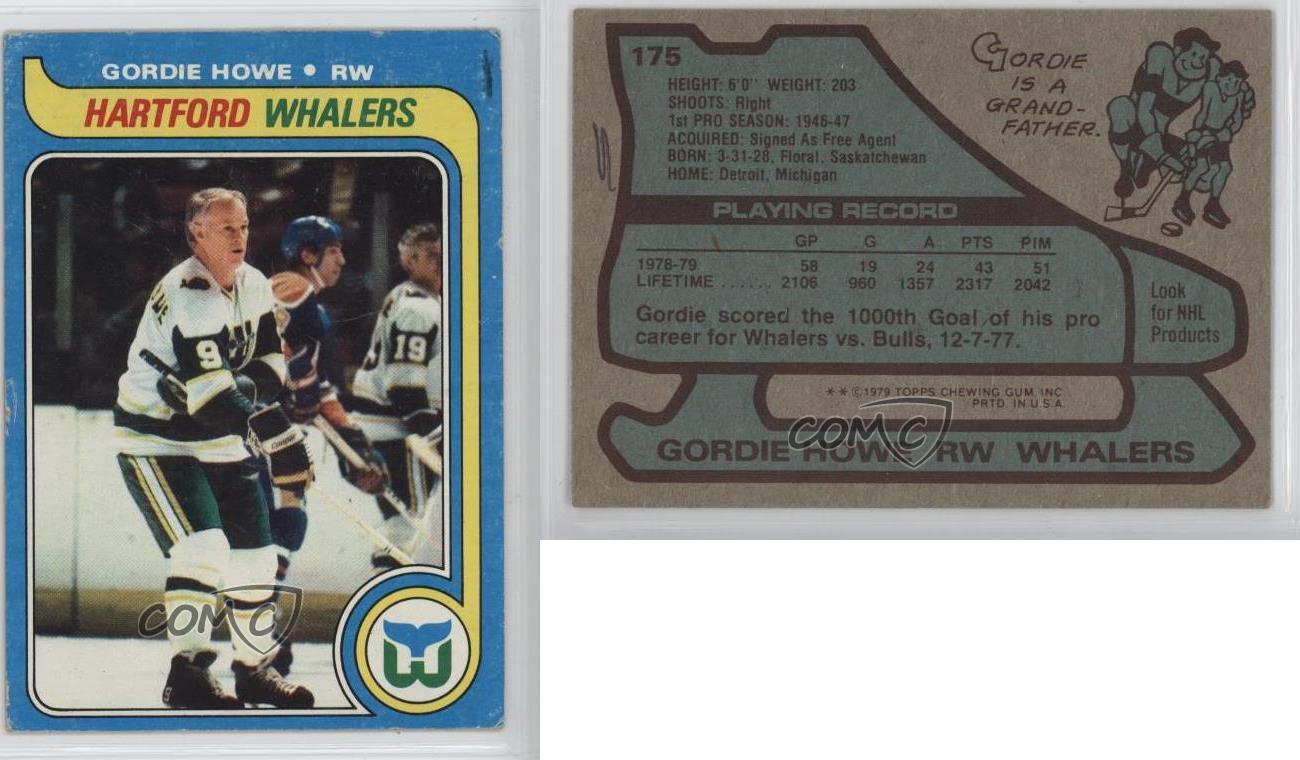 GORDIE HOWE • RW
HARTFORD WHALERS
9
19
Cooper
COMC
175
HEIGHT: 6'0" WEIGHT: 203
SHOOTS: Right
1st PRO SEASON: 1946-47
ACQUIRED: Signed As Free Agent
BORN: 3-31-28, Floral, Saskatchewan
HOME: Detroit, Michigan
GORDIE
IS A
GRAND-
FATHER.
PLAYING RECORD
GP G A PTS PIM
1978-79 58 19 24 43 51
LIFETIME ...... 2106 960 1357 2317 2042
Gordie scored the 1000th Goal of his pro
career for Whalers vs. Bulls, 12-7-77.
Look
for NHL
Products
** © 1979 TOPPS CHEWING GUM, INC
PRTD. IN U.S.A.
COMC
GORDIE HOWE RW WHALERS